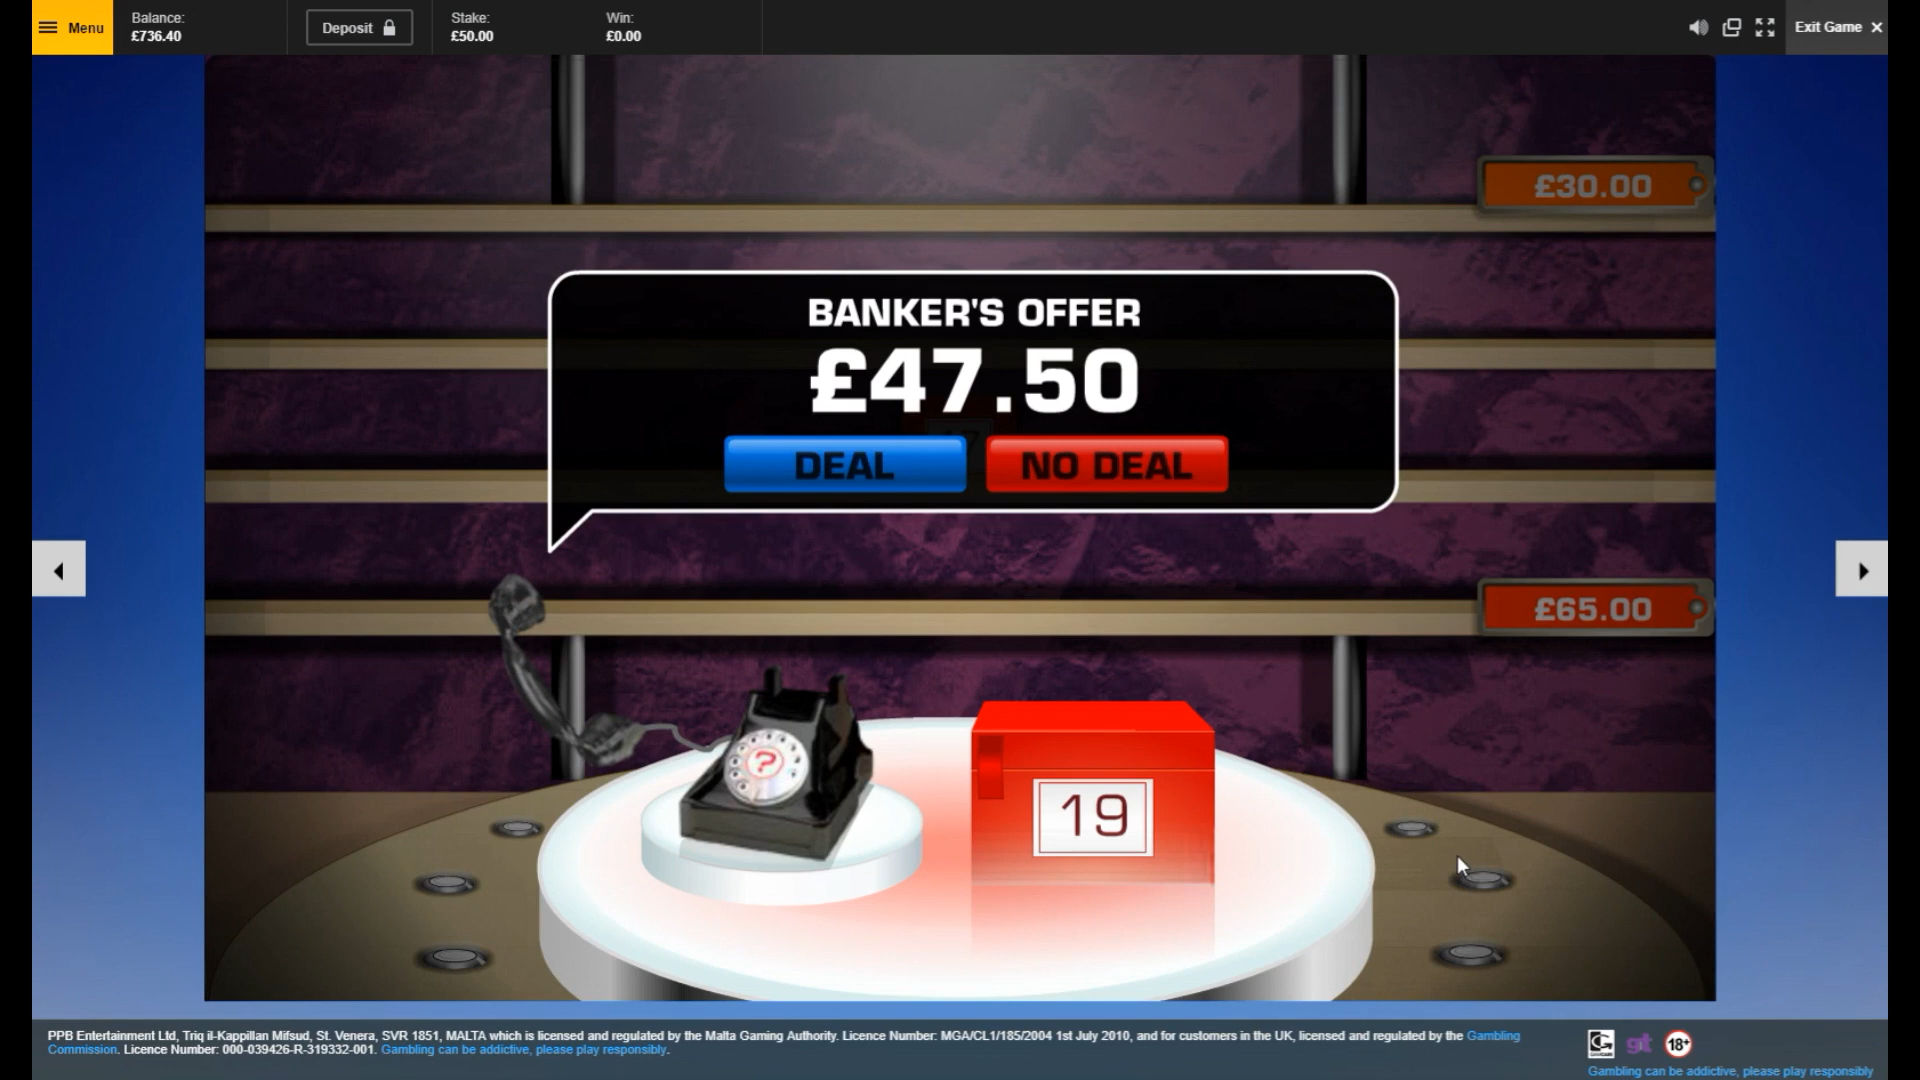 Menu
Balance:
£736.40
Deposit
Stake:
£50.00
Win:
£0.00
Exit Game
£30.00
BANKER'S OFFER
£47.50
DEAL
NO DEAL
£65.00
?
19
PPB Entertainment Ltd, Triq il-Kappillan Mifsud, St. Venera, SVR 1851, MALTA which is licensed and regulated by the Malta Gaming Authority. Licence Number: MGA/CL1/185/2004 1st July 2010, and for customers in the UK, licensed and regulated by the Gambling
Commission. Licence Number: 000-039426-R-319332-001. Gambling can be addictive, please play responsibly.
18+
Gambling can be addictive, please play responsibly